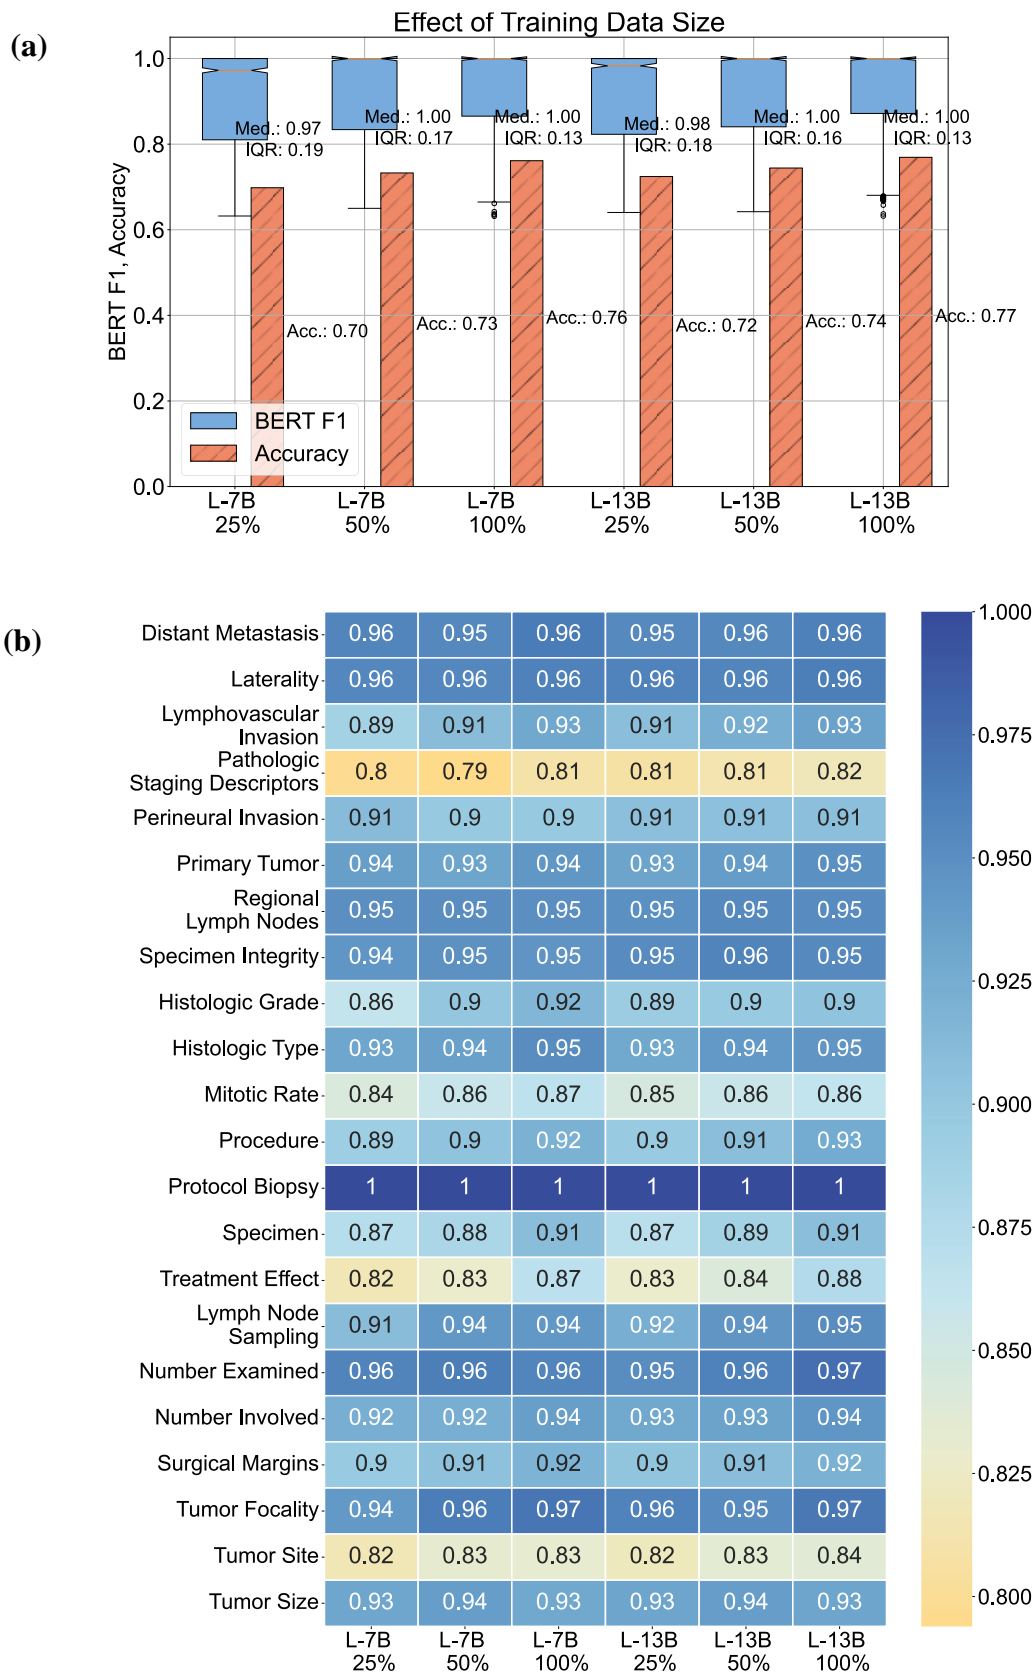 (a)
Effect of Training Data Size
BERT F1, Accuracy
1.0
0.8
0.6
0.4
0.2
0.0
Med.: 0.97
IQR: 0.19
Med.: 1.00
IQR: 0.17
Med.: 1.00
IQR: 0.13
Med.: 0.98
IQR: 0.18
Med.: 1.00
IQR: 0.16
Med.: 1.00
IQR: 0.13
Acc.: 0.70
Acc.: 0.73
Acc.: 0.76
Acc.: 0.72
Acc.: 0.74
Acc.: 0.77
BERT F1
Accuracy
L-7B
25%
L-7B
50%
L-7B
100%
L-13B
25%
L-13B
50%
L-13B
100%
(b)
Distant Metastasis 0.96 0.95 0.96 0.95 0.96 0.96
Laterality 0.96 0.96 0.96 0.96 0.96 0.96
Lymphovascular
Invasion 0.89 0.91 0.93 0.91 0.92 0.93
Pathologic
Staging Descriptors 0.8 0.79 0.81 0.81 0.81 0.82
Perineural Invasion 0.91 0.9 0.9 0.91 0.91 0.91
Primary Tumor 0.94 0.93 0.94 0.93 0.94 0.95
Regional
Lymph Nodes 0.95 0.95 0.95 0.95 0.95 0.95
Specimen Integrity 0.94 0.95 0.95 0.95 0.96 0.95
Histologic Grade 0.86 0.9 0.92 0.89 0.9 0.9
Histologic Type 0.93 0.94 0.95 0.93 0.94 0.95
Mitotic Rate 0.84 0.86 0.87 0.85 0.86 0.86
Procedure 0.89 0.9 0.92 0.9 0.91 0.93
Protocol Biopsy 1 1 1 1 1 1
Specimen 0.87 0.88 0.91 0.87 0.89 0.91
Treatment Effect 0.82 0.83 0.87 0.83 0.84 0.88
Lymph Node
Sampling 0.91 0.94 0.94 0.92 0.94 0.95
Number Examined 0.96 0.96 0.96 0.95 0.96 0.97
Number Involved 0.92 0.92 0.94 0.93 0.93 0.94
Surgical Margins 0.9 0.91 0.92 0.9 0.91 0.92
Tumor Focality 0.94 0.96 0.97 0.96 0.95 0.97
Tumor Site 0.82 0.83 0.83 0.82 0.83 0.84
Tumor Size 0.93 0.94 0.93 0.93 0.94 0.93
L-7B
25%
L-7B
50%
L-7B
100%
L-13B
25%
L-13B
50%
L-13B
100%
1.000
0.975
0.950
0.925
0.900
0.875
0.850
0.825
0.800